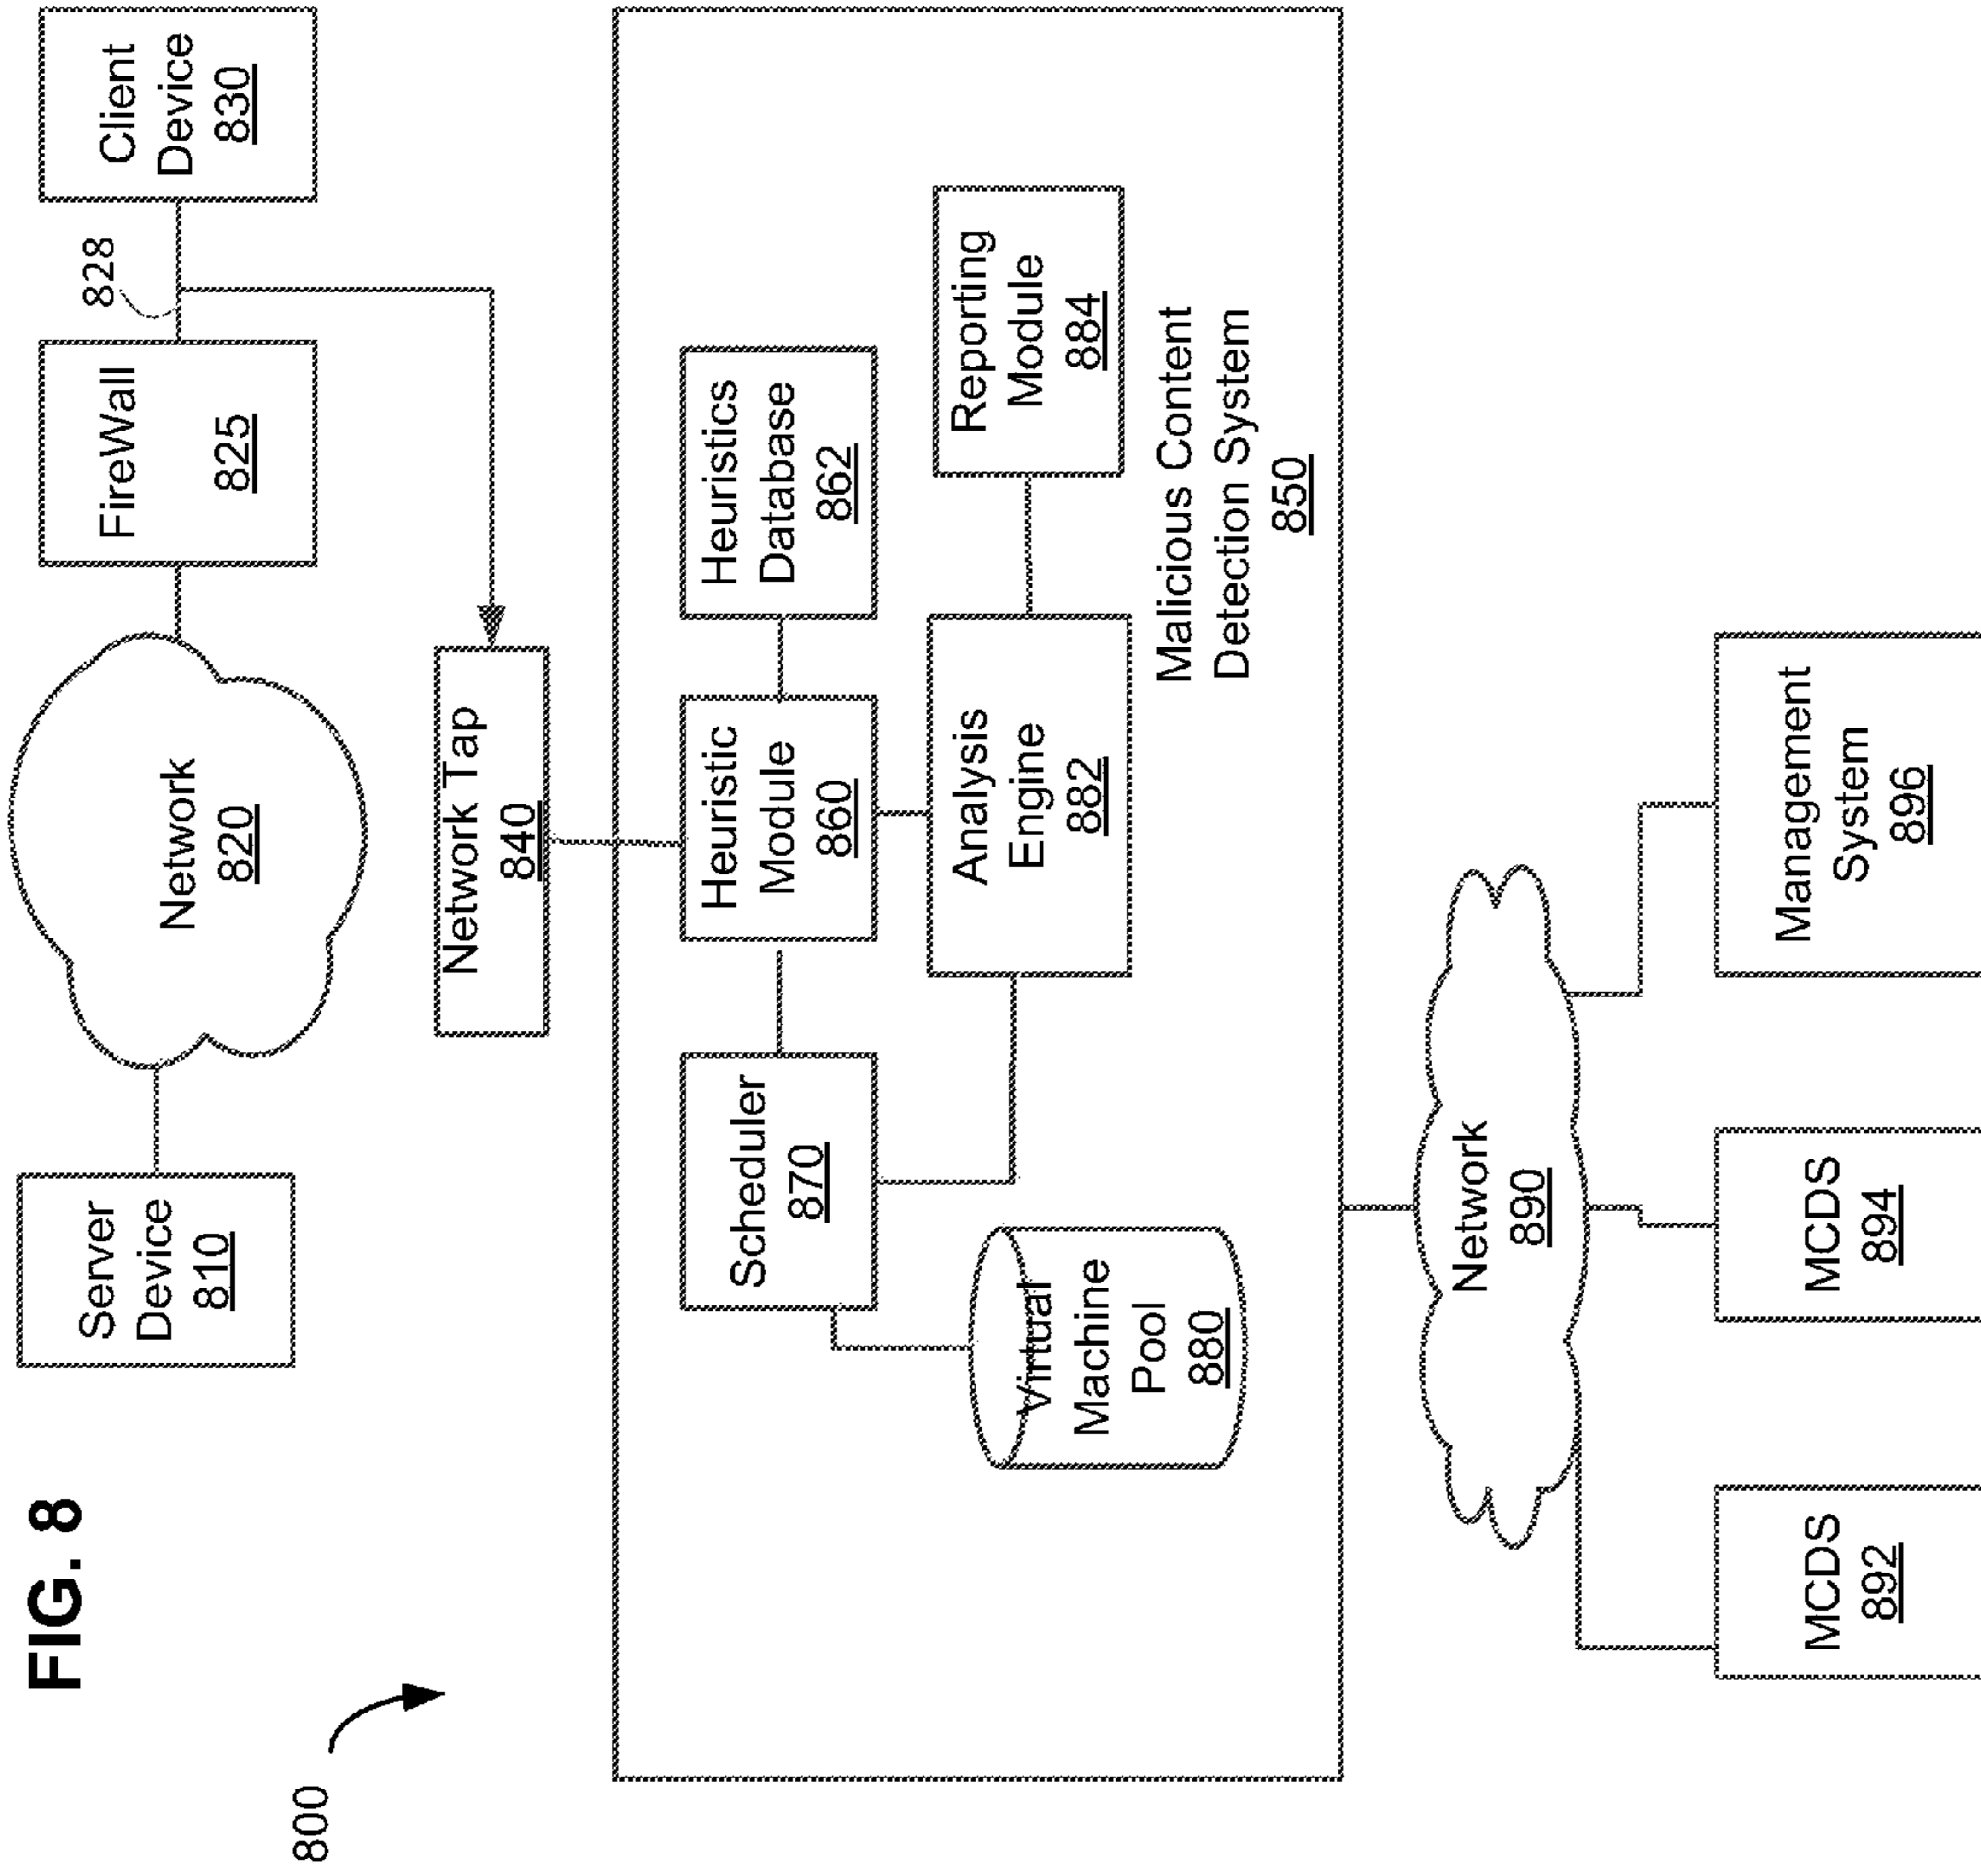 FIG. 8
800
Server
Device
810
Network
820
FireWall
825
828
Client
Device
830
Network Tap
840
Scheduler
870
Heuristic
Module
860
Heuristics
Database
862
Virtual
Machine
Pool
880
Analysis
Engine
882
Reporting
Module
884
Malicious Content
Detection System
850
Network
890
MCDS
892
MCDS
894
Management
System
896